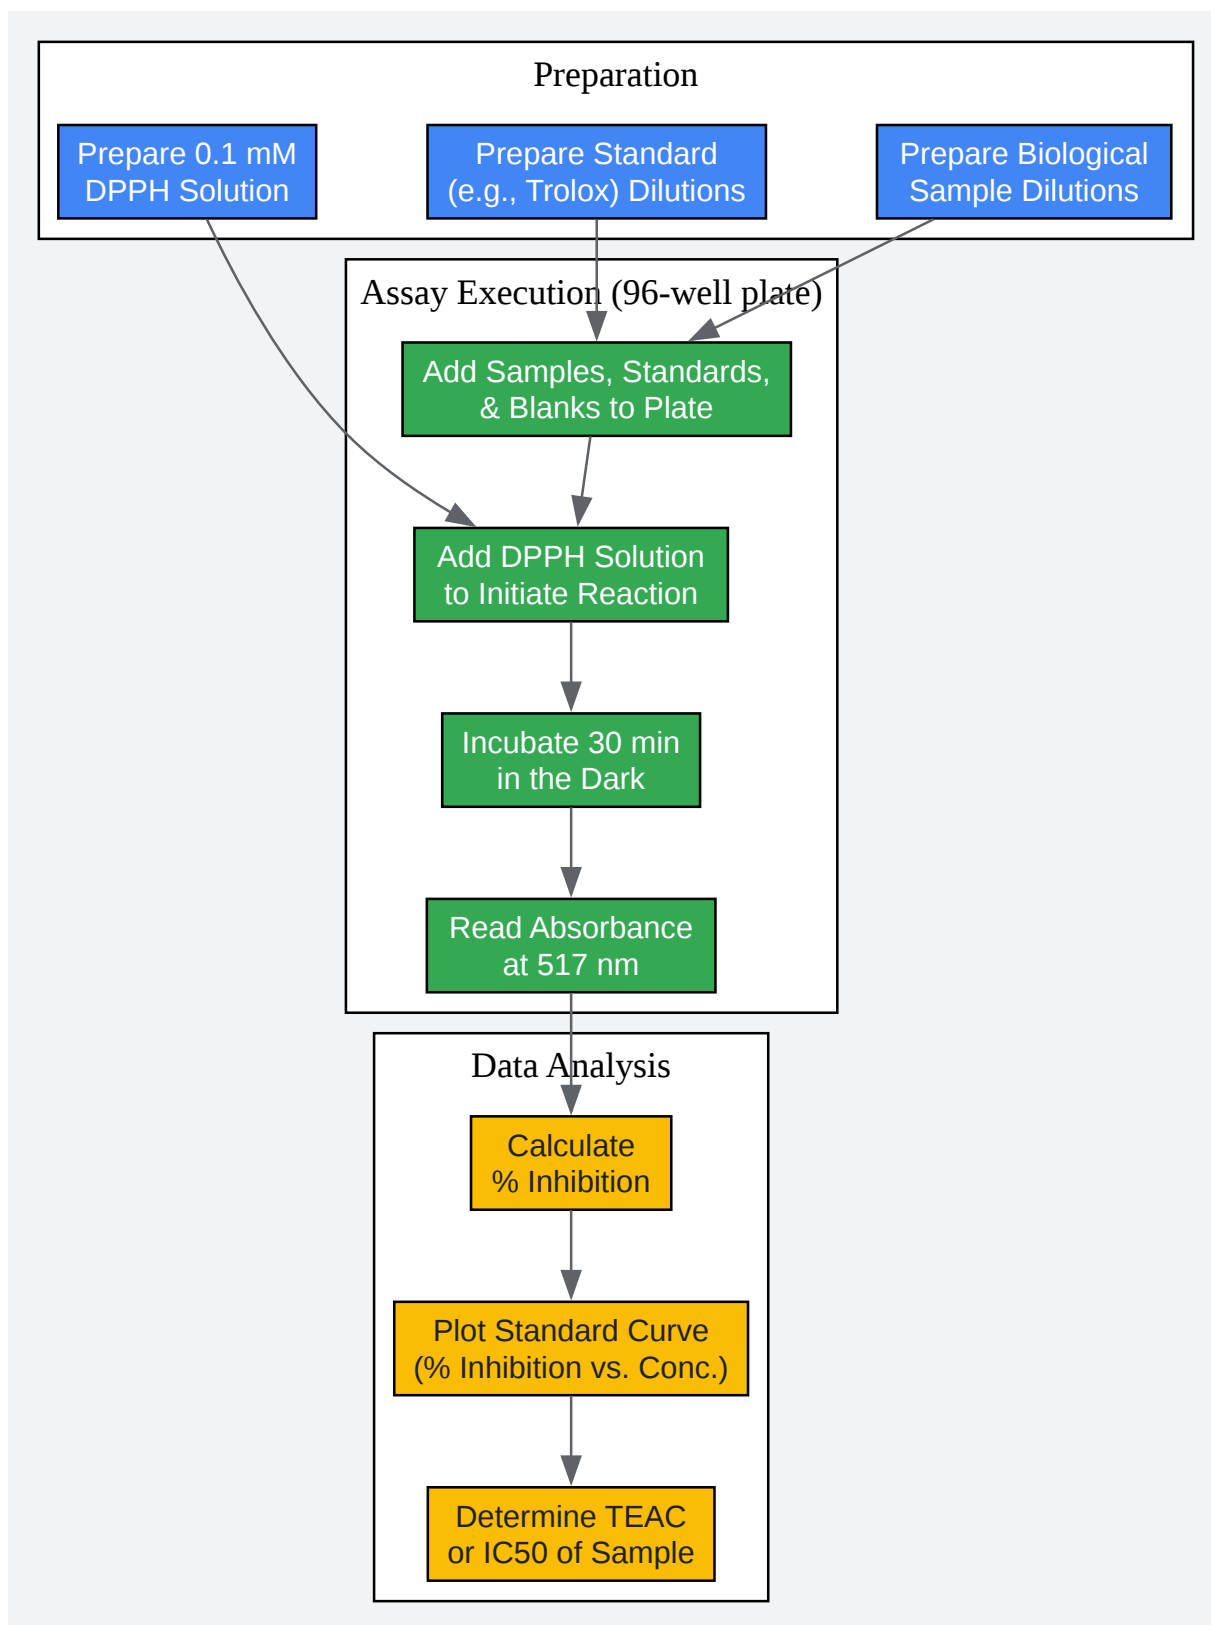 Preparation
Prepare 0.1 mM
DPPH Solution
Prepare Standard
(e.g., Trolox) Dilutions
Prepare Biological
Sample Dilutions
Assay Execution (96-well plate)
Add Samples, Standards,
& Blanks to Plate
Add DPPH Solution
to Initiate Reaction
Incubate 30 min
in the Dark
Read Absorbance
at 517 nm
Data Analysis
Calculate
% Inhibition
Plot Standard Curve
(% Inhibition vs. Conc.)
Determine TEAC
or IC50 of Sample